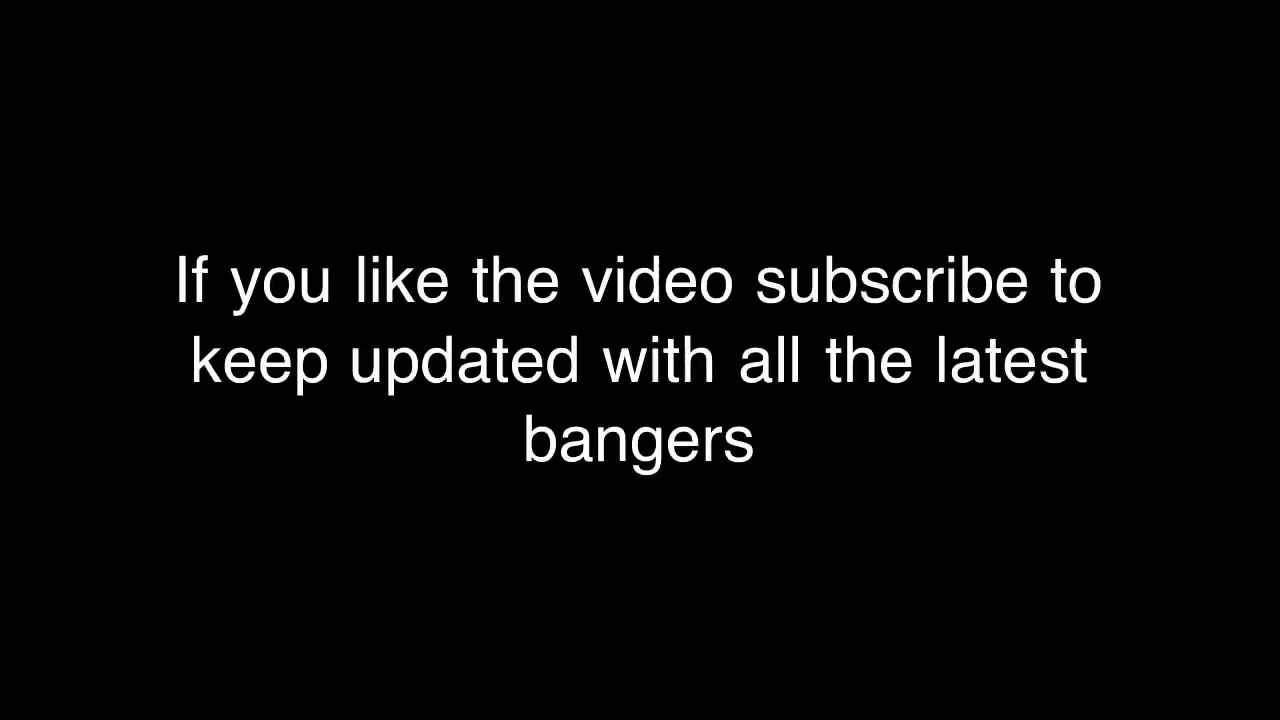 If you like the video subscribe to
keep updated with all the latest
bangers